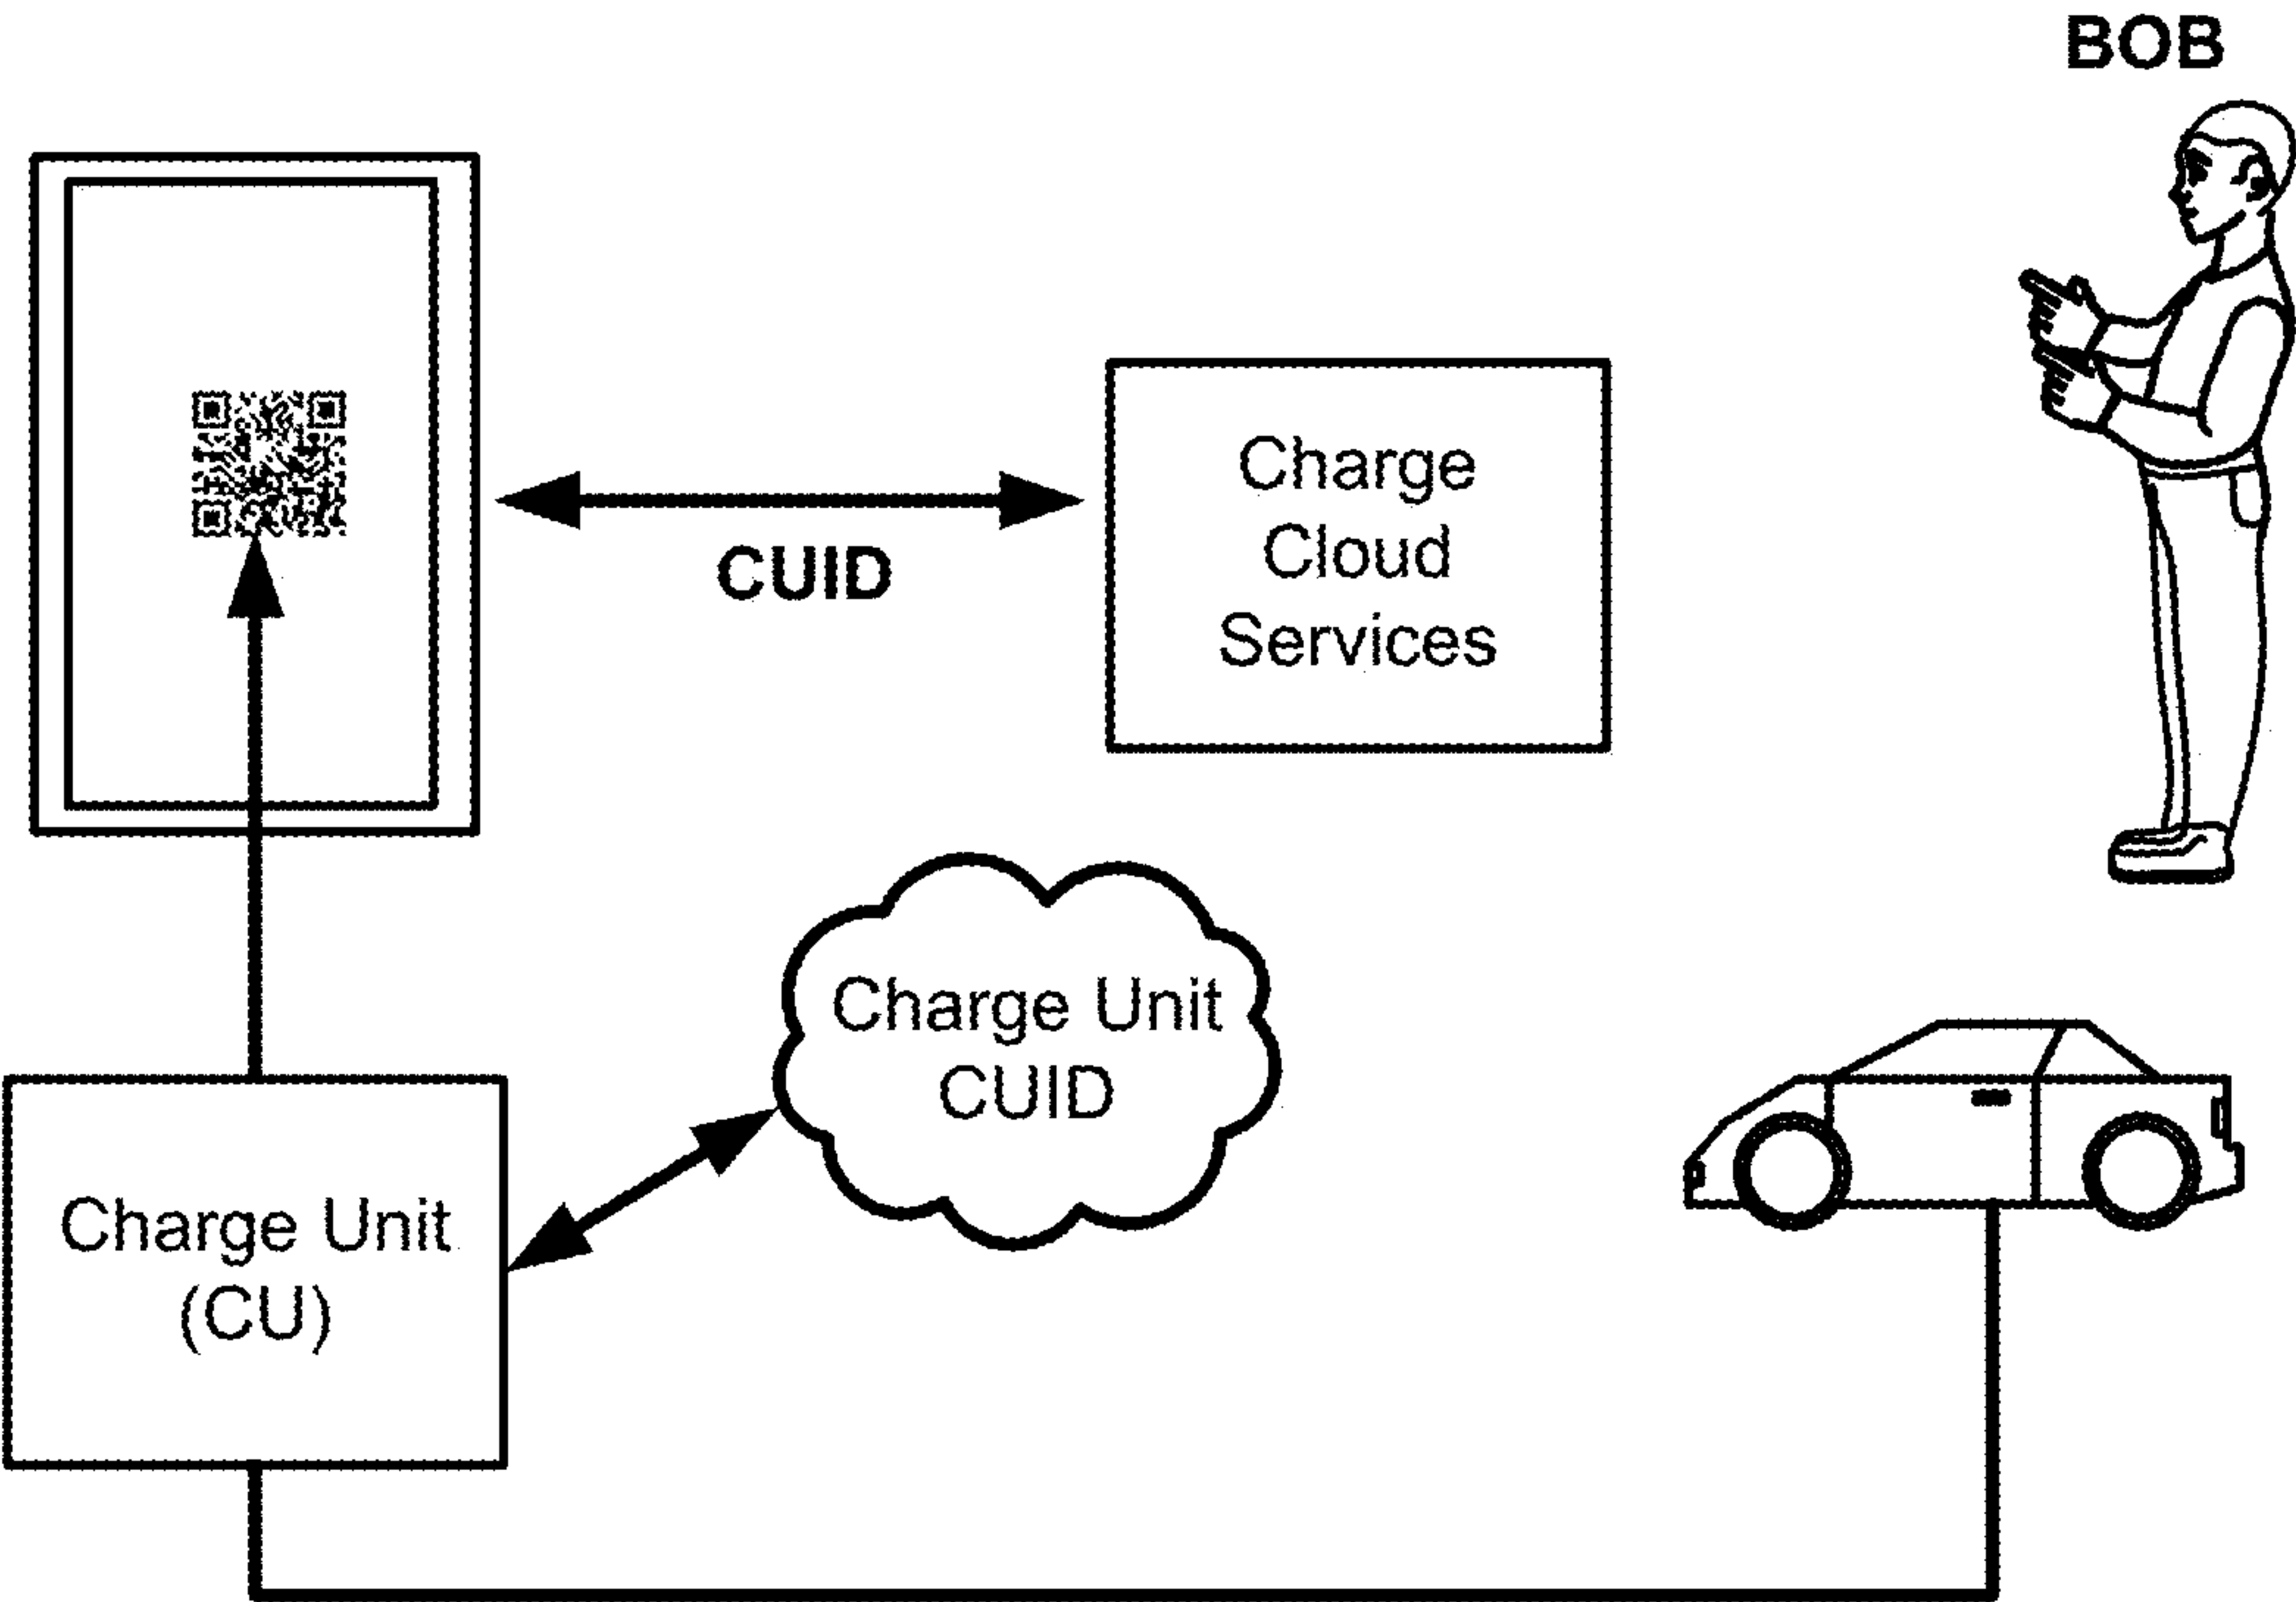 BOB
Charge
Cloud
Services
CUID
Charge Unit
CUID
Charge Unit
(CU)